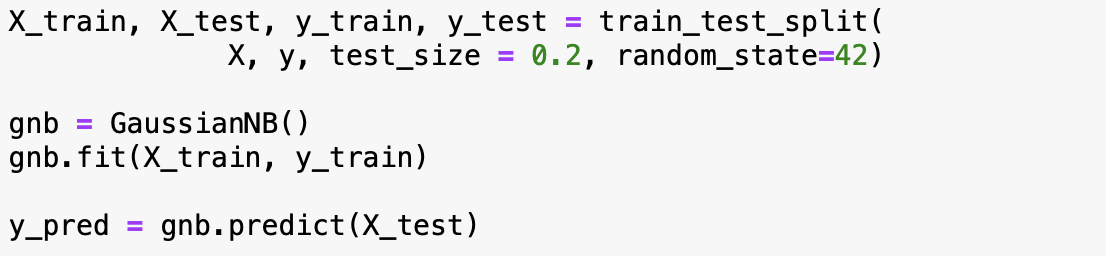 X_train, X_test, y_train, y_test = train_test_split(
             X, y, test_size = 0.2, random_state=42)
gnb = GaussianNB()
gnb.fit(X_train, y_train)
y_pred = gnb.predict(X_test)